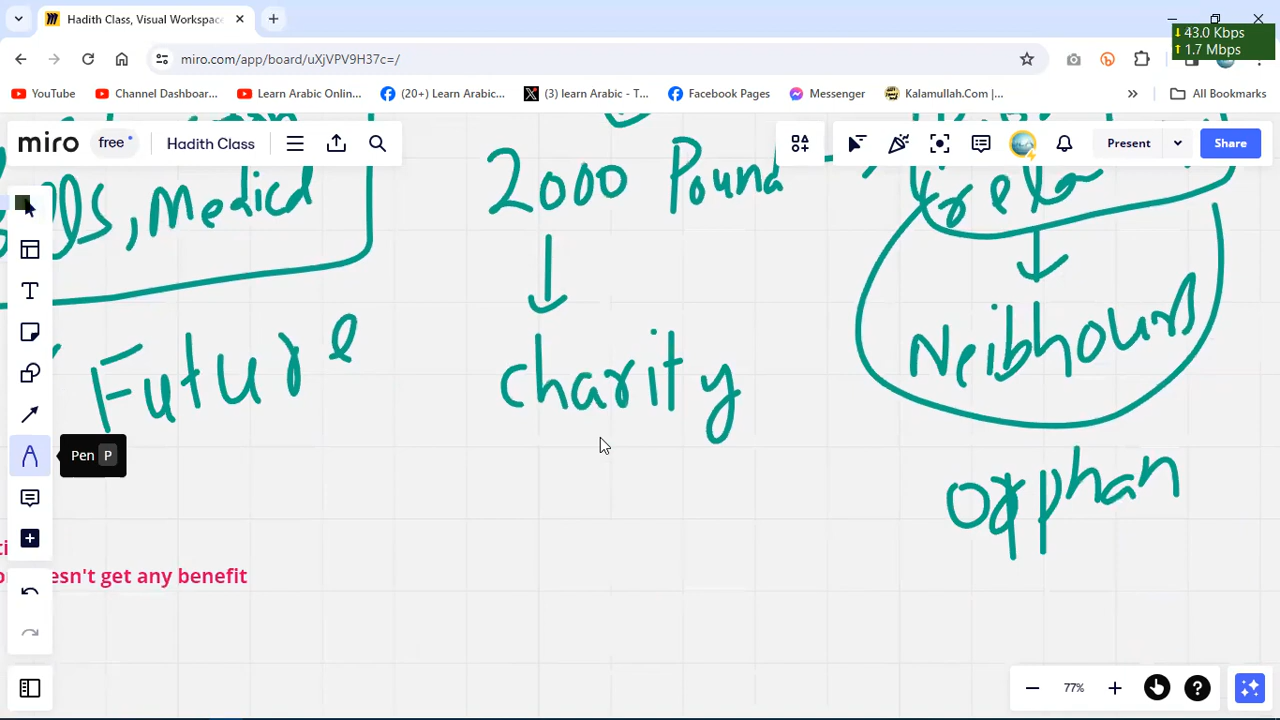 Hadith Class, Visual Workspac
43.0 Kbps
1.7 Mbps
miro.com/app/board/uXjVPV9H37c=/
YouTube
Channel Dashboar...
Learn Arabic Onlin...
(20+) Learn Arabic...
(3) learn Arabic - T...
Facebook Pages
Messenger
Kalamullah.Com |...
All Bookmarks
miro free Hadith Class
Present
Share
2000 Pound
, Medicl
Future
charity
Neibhours
Pen P
orphan
esn't get any benefit
77%